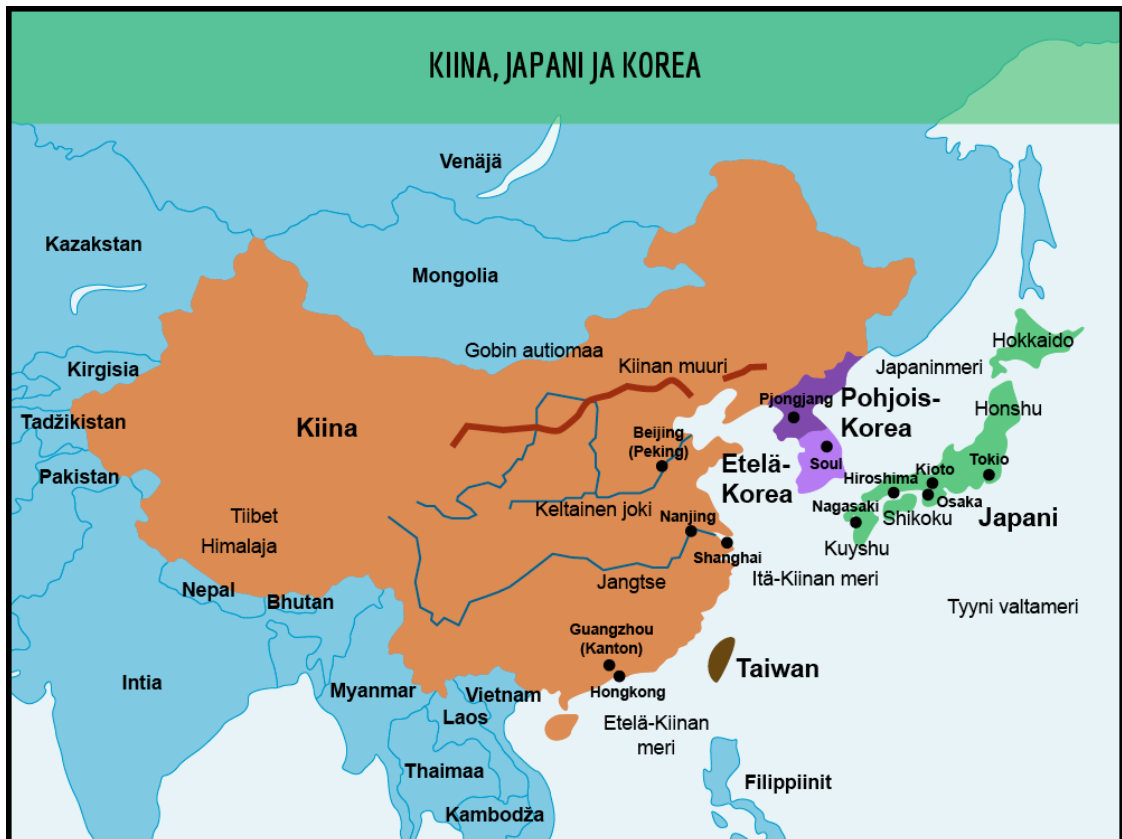 KIINA, JAPANI JA KOREA
Venäjä
Kazakstan
Mongolia
Gobin autiomaa
Kiinan muuri
Kirgisia
Tadžikistan
Pakistan
Kiina
Beijing
(Peking)
Keltainen joki
Nanjing
Shanghai
Jangtse
Tiibet
Himalaja
Nepal
Bhutan
Guangzhou
(Kanton)
Hongkong
Intia
Myanmar
Vietnam
Laos
Thaimaa
Kambodža
Etelä-Kiinan
meri
Taiwan
Filippiinit
Japaninmeri
Hokkaido
Pjongjang
Pohjois-
Korea
Honshu
Etelä-
Korea
Soul
Hiroshima
Kioto
Tokio
Nagasaki
Osaka
Shikoku
Japani
Kuyshu
Itä-Kiinan meri
Tyyni valtameri